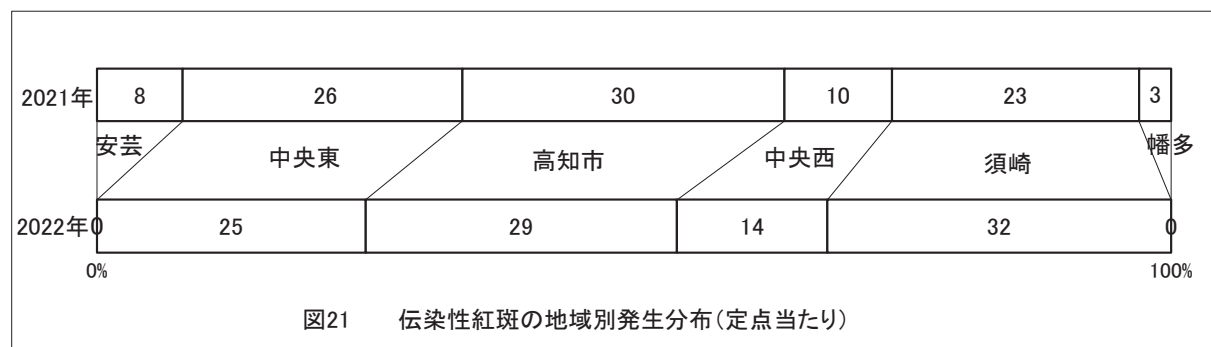 2021年 8 26 30 10 23 3
安芸 中央東 高知市 中央西 須崎 幡多
2022年 0 25 29 14 32 0
0% 100%
図21 伝染性紅斑の地域別発生分布(定点当たり)